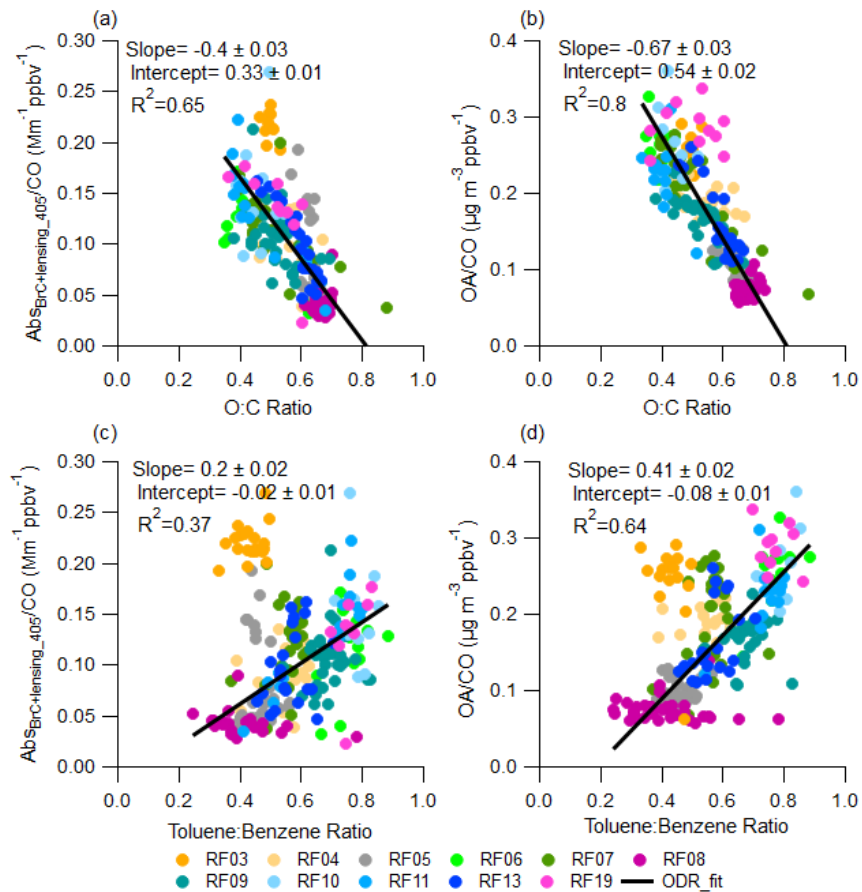 (a)
Slope= -0.4 ± 0.03
Intercept= 0.33 ± 0.01
R²=0.65
Abs_BrC+lensing_405/CO (Mm⁻¹ppbv⁻¹)
0.30
0.25
0.20
0.15
0.10
0.05
0.00
0.0 0.2 0.4 0.6 0.8 1.0
O:C Ratio
(b)
Slope= -0.67 ± 0.03
Intercept= 0.54 ± 0.02
R²=0.8
OA/CO (µg m⁻³ ppbv⁻¹)
0.4
0.3
0.2
0.1
0.0
0.0 0.2 0.4 0.6 0.8 1.0
O:C Ratio
(c)
Slope= 0.2 ± 0.02
Intercept= -0.02 ± 0.01
R²=0.37
Abs_BrC+lensing_405/CO (Mm⁻¹ppbv⁻¹)
0.30
0.25
0.20
0.15
0.10
0.05
0.00
0.0 0.2 0.4 0.6 0.8 1.0
Toluene:Benzene Ratio
(d)
Slope= 0.41 ± 0.02
Intercept= -0.08 ± 0.01
R²=0.64
OA/CO (µg m⁻³ ppbv⁻¹)
0.4
0.3
0.2
0.1
0.0
0.0 0.2 0.4 0.6 0.8 1.0
Toluene:Benzene Ratio
RF03 RF04 RF05 RF06 RF07 RF08
RF09 RF10 RF11 RF13 RF19 ODR_fit